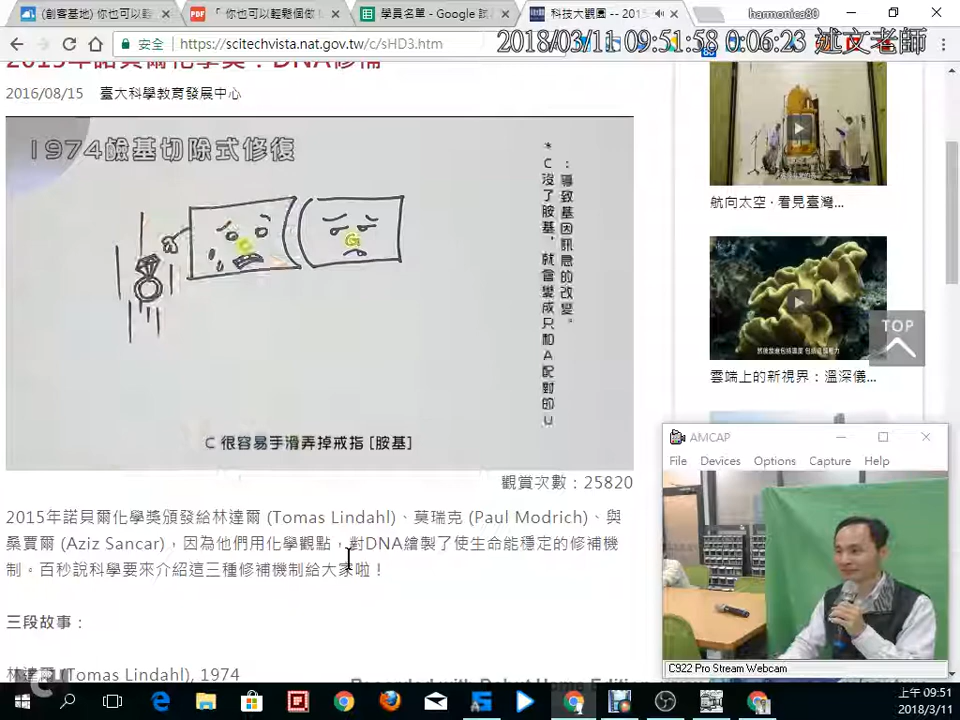 (創客基地) 你也可以輕
「你也可以輕鬆個個做
學員名單 - Google 試
科技大觀園 -- 2015
harmonica80
安全
https://scitechvista.nat.gov.tw/c/sHD3.htm
2018/03/11 09:51:58 0:06:23 述文老師
2015年諾貝爾化學獎：DNA修補
2016/08/15 臺大科學教育發展中心
1974鹼基切除式修復
*C沒了胺基，就會變成只和A配對的U
：導致基因訊息的改變。
C
G
C 很容易手滑弄掉戒指 [胺基]
觀賞次數：25820
航向太空·看見臺灣...
雲端上的新視界：溫深儀...
TOP
2015年諾貝爾化學獎頒發給林達爾 (Tomas Lindahl)、莫瑞克 (Paul Modrich)、與
桑賈爾 (Aziz Sancar)，因為他們用化學觀點，對DNA繪製了使生命能穩定的修補機
制。百秒說科學要來介紹這三種修補機制給大家啦！
三段故事：
林達爾 (Tomas Lindahl), 1974
AMCAP
File Devices Options Capture Help
C922 Pro Stream Webcam
上午 09:51
2018/3/11